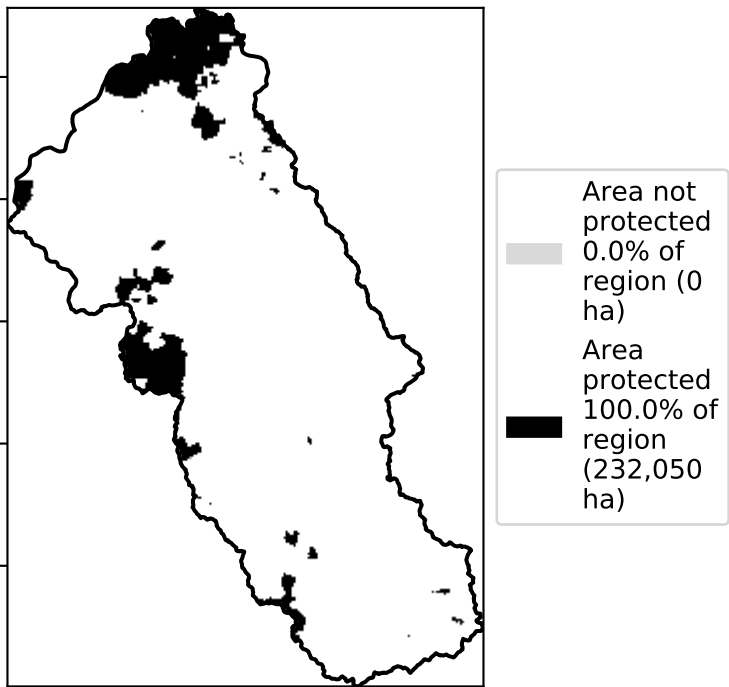 Area not
protected
0.0% of
region (0
ha)
Area
protected
100.0% of
region
(232,050
ha)